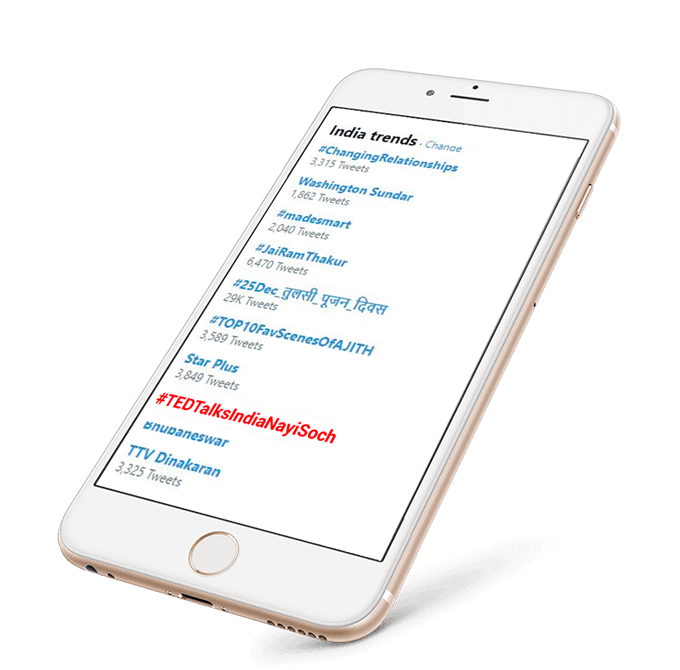 India trends · Change
#ChangingRelationships
3,315 Tweets
Washington Sundar
1,862 Tweets
#madesmart
2,040 Tweets
#JaiRamThakur
6,470 Tweets
#25Dec_तुलसी_पूजन_दिवस
29K Tweets
#TOP10FavScenesOfAJITH
3,589 Tweets
Star Plus
3,849 Tweets
#TEDTalksIndiaNayiSoch
Bhubaneswar
TTV Dinakaran
3,325 Tweets